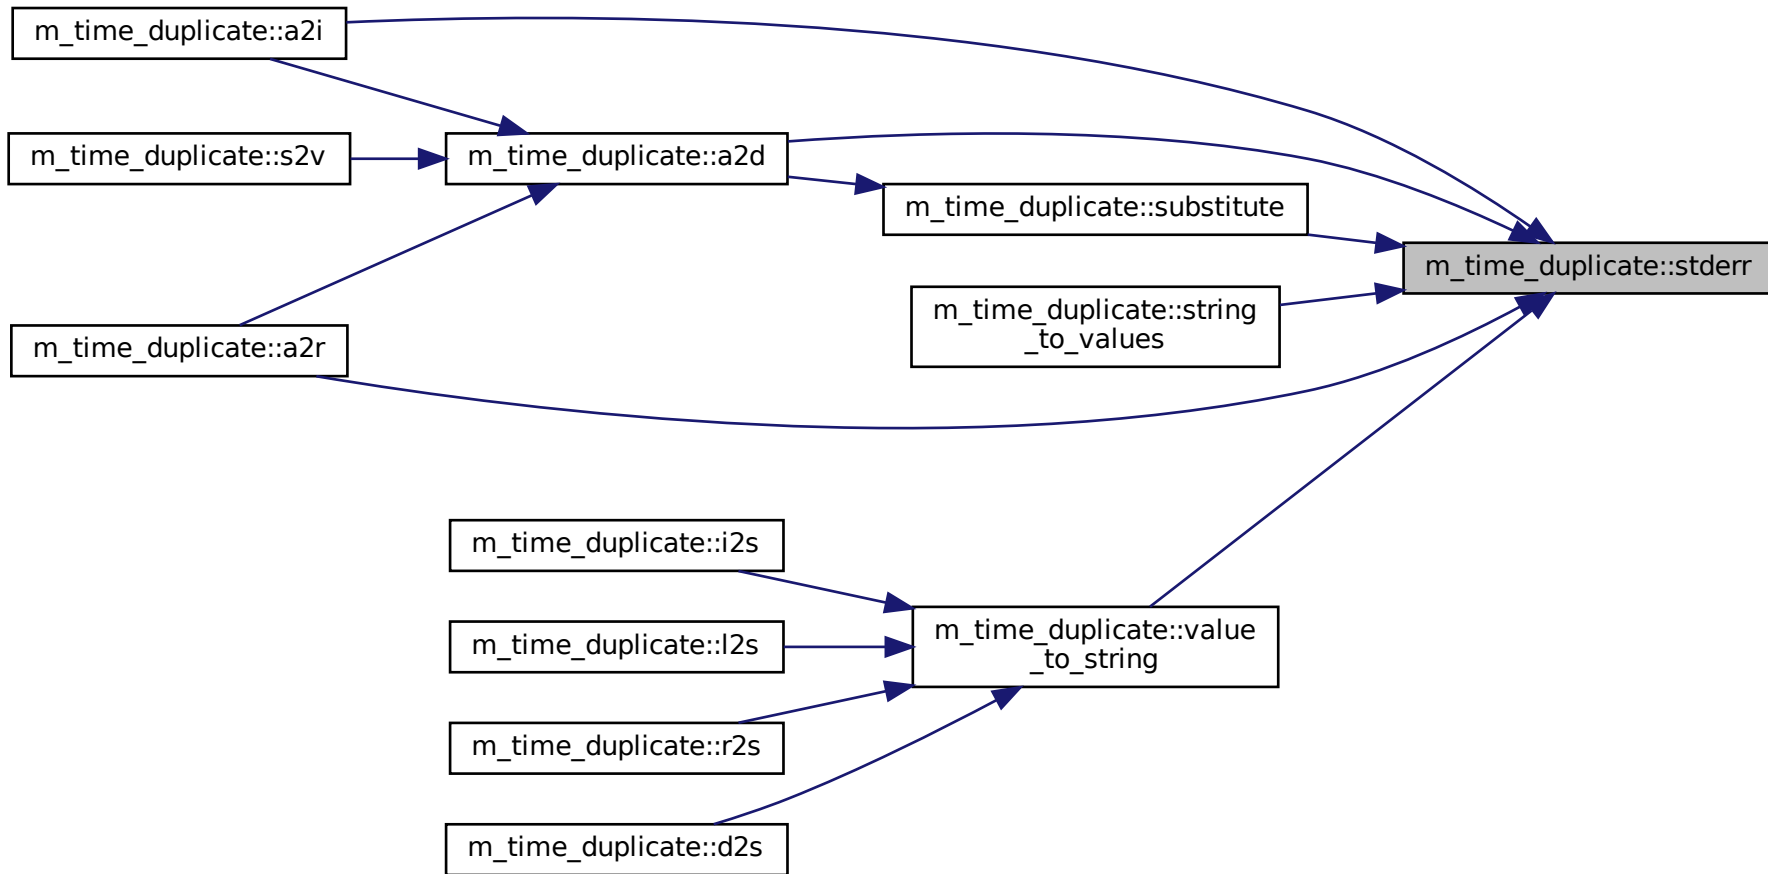 m_time_duplicate::a2i
m_time_duplicate::s2v
m_time_duplicate::a2d
m_time_duplicate::substitute
m_time_duplicate::stderr
m_time_duplicate::string
_to_values
m_time_duplicate::a2r
m_time_duplicate::i2s
m_time_duplicate::value
_to_string
m_time_duplicate::l2s
m_time_duplicate::r2s
m_time_duplicate::d2s